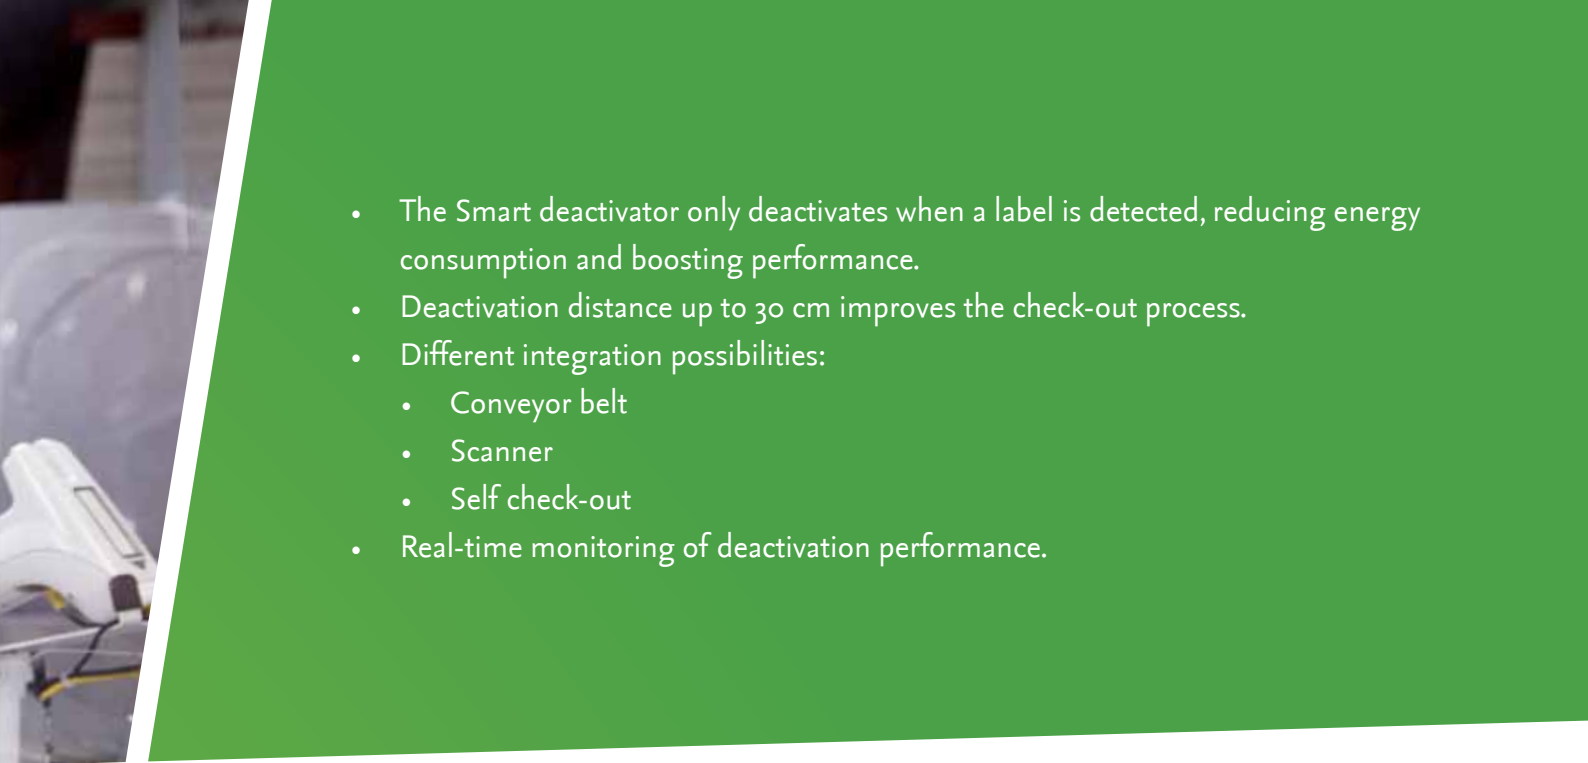 • The Smart deactivator only deactivates when a label is detected, reducing energy
consumption and boosting performance.
• Deactivation distance up to 30 cm improves the check-out process.
• Different integration possibilities:
• Conveyor belt
• Scanner
• Self check-out
• Real-time monitoring of deactivation performance.